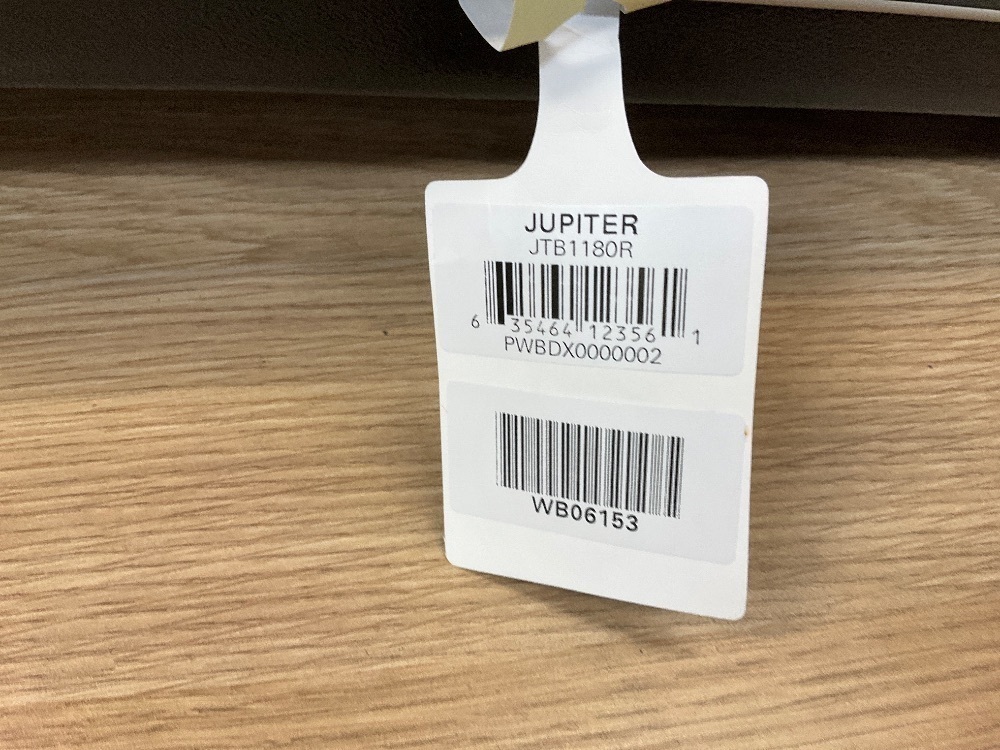 JUPITER
JTB1180R
6 35464 12356 1
PWBDX0000002
WB06153